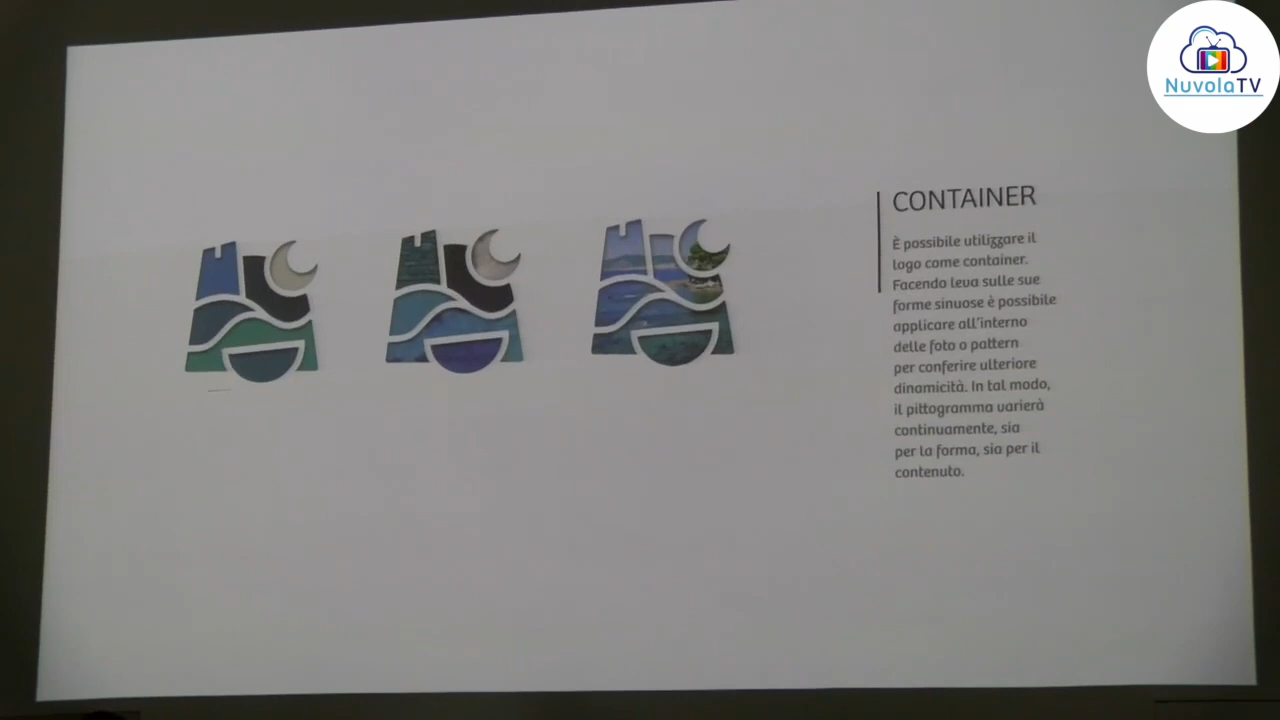 NuvolaTV
CONTAINER
È possibile utilizzare il
logo come container.
Facendo leva sulle sue
forme sinuose è possibile
applicare all'interno
delle foto o pattern
per conferire ulteriore
dinamicità. In tal modo,
il pittogramma varierà
continuamente, sia
per la forma, sia per il
contenuto.